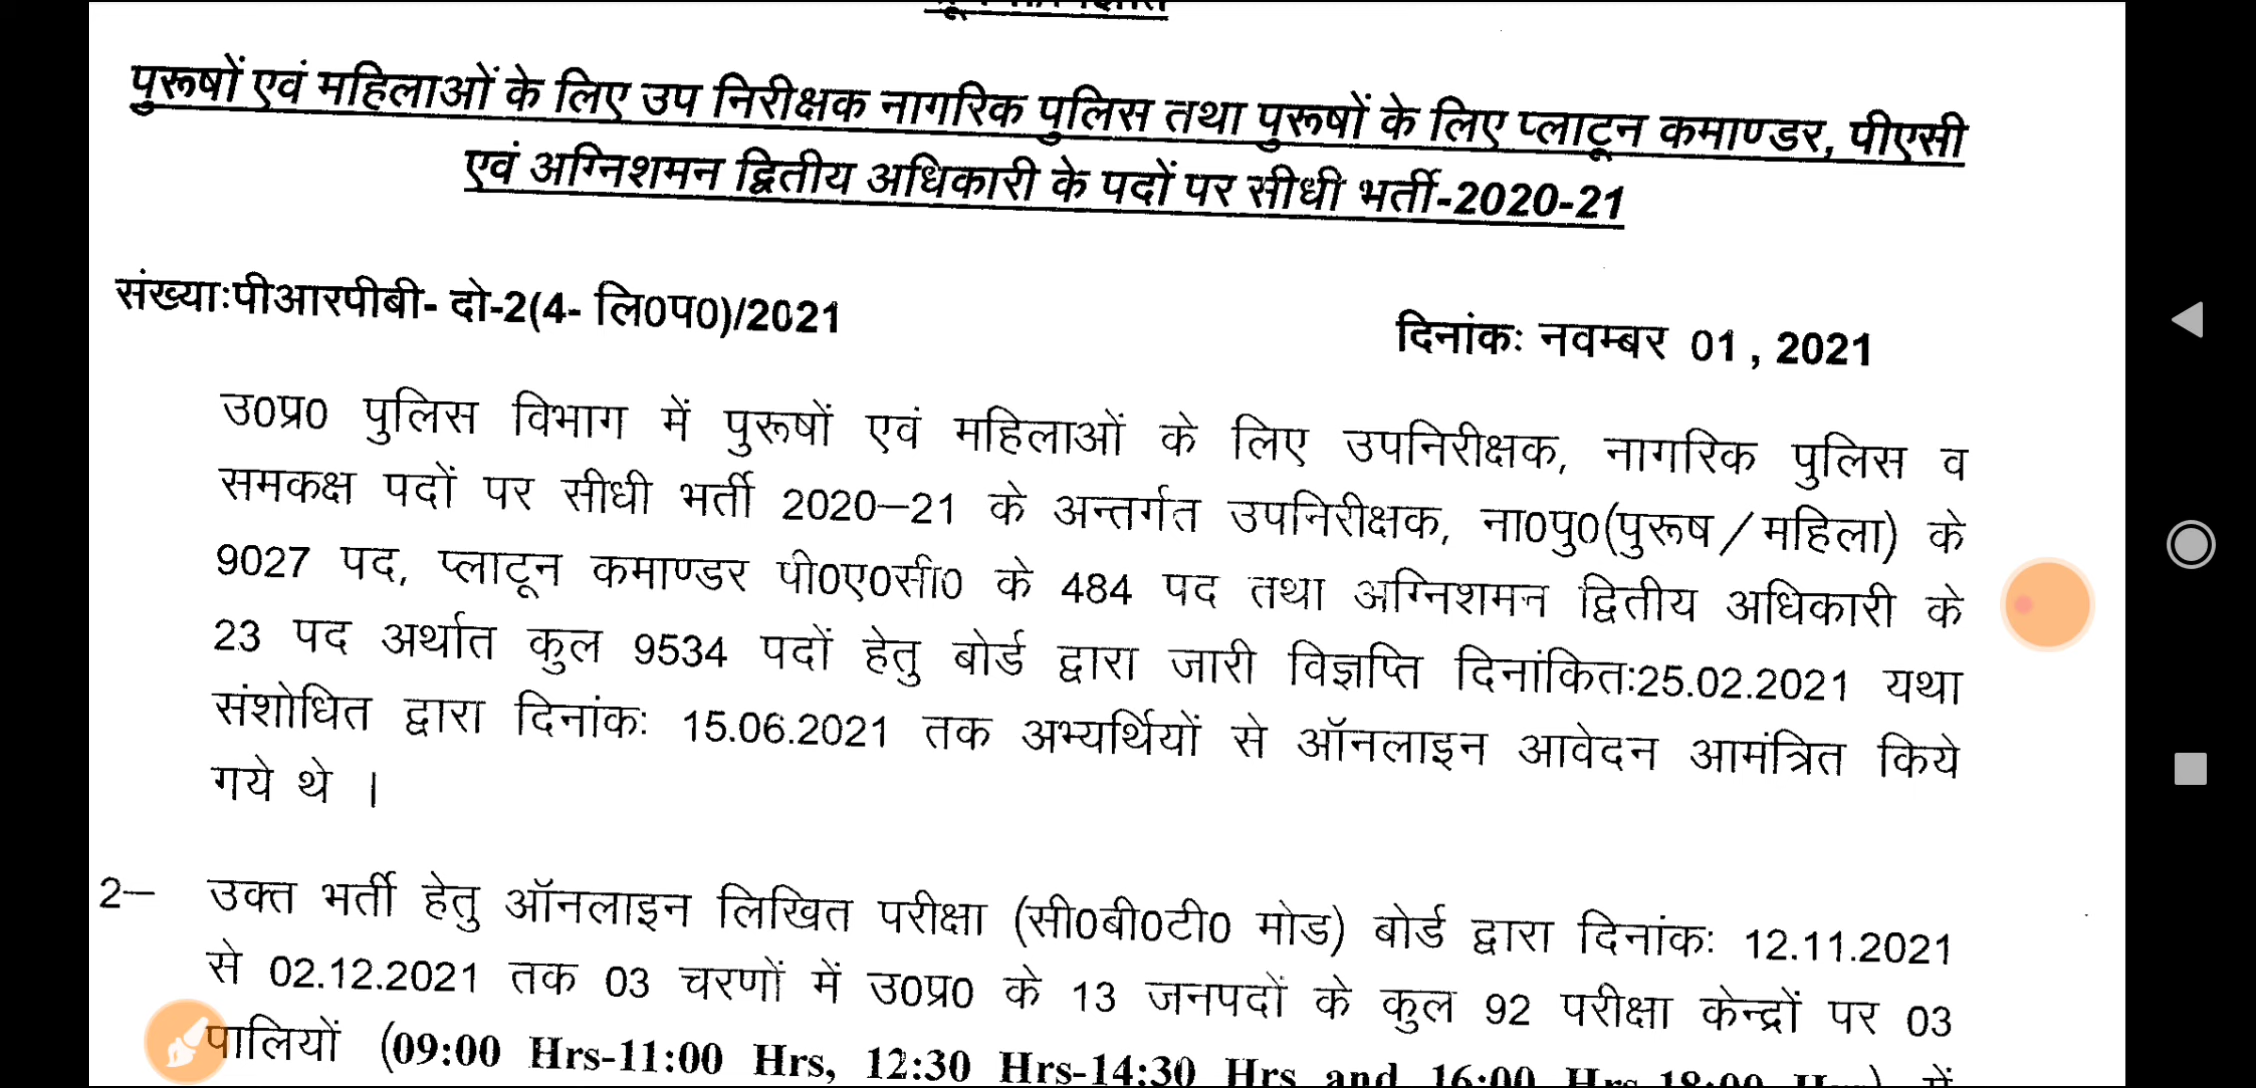 पुरूषों एवं महिलाओं के लिए उप निरीक्षक नागरिक पुलिस तथा पुरूषों के लिए प्लाटून कमाण्डर, पीएसी
एवं अग्निशमन द्वितीय अधिकारी के पदों पर सीधी भर्ती-2020-21
संख्याःपीआरपीबी- दो-2(4- लि0प0)/2021
दिनांकः नवम्बर 01, 2021
उ0प्र0 पुलिस विभाग में पुरूषों एवं महिलाओं के लिए उपनिरीक्षक, नागरिक पुलिस व
समकक्ष पदों पर सीधी भर्ती 2020–21 के अन्तर्गत उपनिरीक्षक, ना0पु0(पुरूष/महिला) के
9027 पद, प्लाटून कमाण्डर पी0ए0सी0 के 484 पद तथा अग्निशमन द्वितीय अधिकारी के
23 पद अर्थात कुल 9534 पदों हेतु बोर्ड द्वारा जारी विज्ञप्ति दिनांकितः25.02.2021 यथा
संशोधित द्वारा दिनांकः 15.06.2021 तक अभ्यर्थियों से ऑनलाइन आवेदन आमंत्रित किये
गये थे ।
2– उक्त भर्ती हेतु ऑनलाइन लिखित परीक्षा (सी0बी0टी0 मोड) बोर्ड द्वारा दिनांकः 12.11.2021
से 02.12.2021 तक 03 चरणों में उ0प्र0 के 13 जनपदों के कुल 92 परीक्षा केन्द्रों पर 03
पालियों (09:00 Hrs-11:00 Hrs, 12:30 Hrs-14:30 Hrs and 16:00 Hrs-18:00 Hrs) में